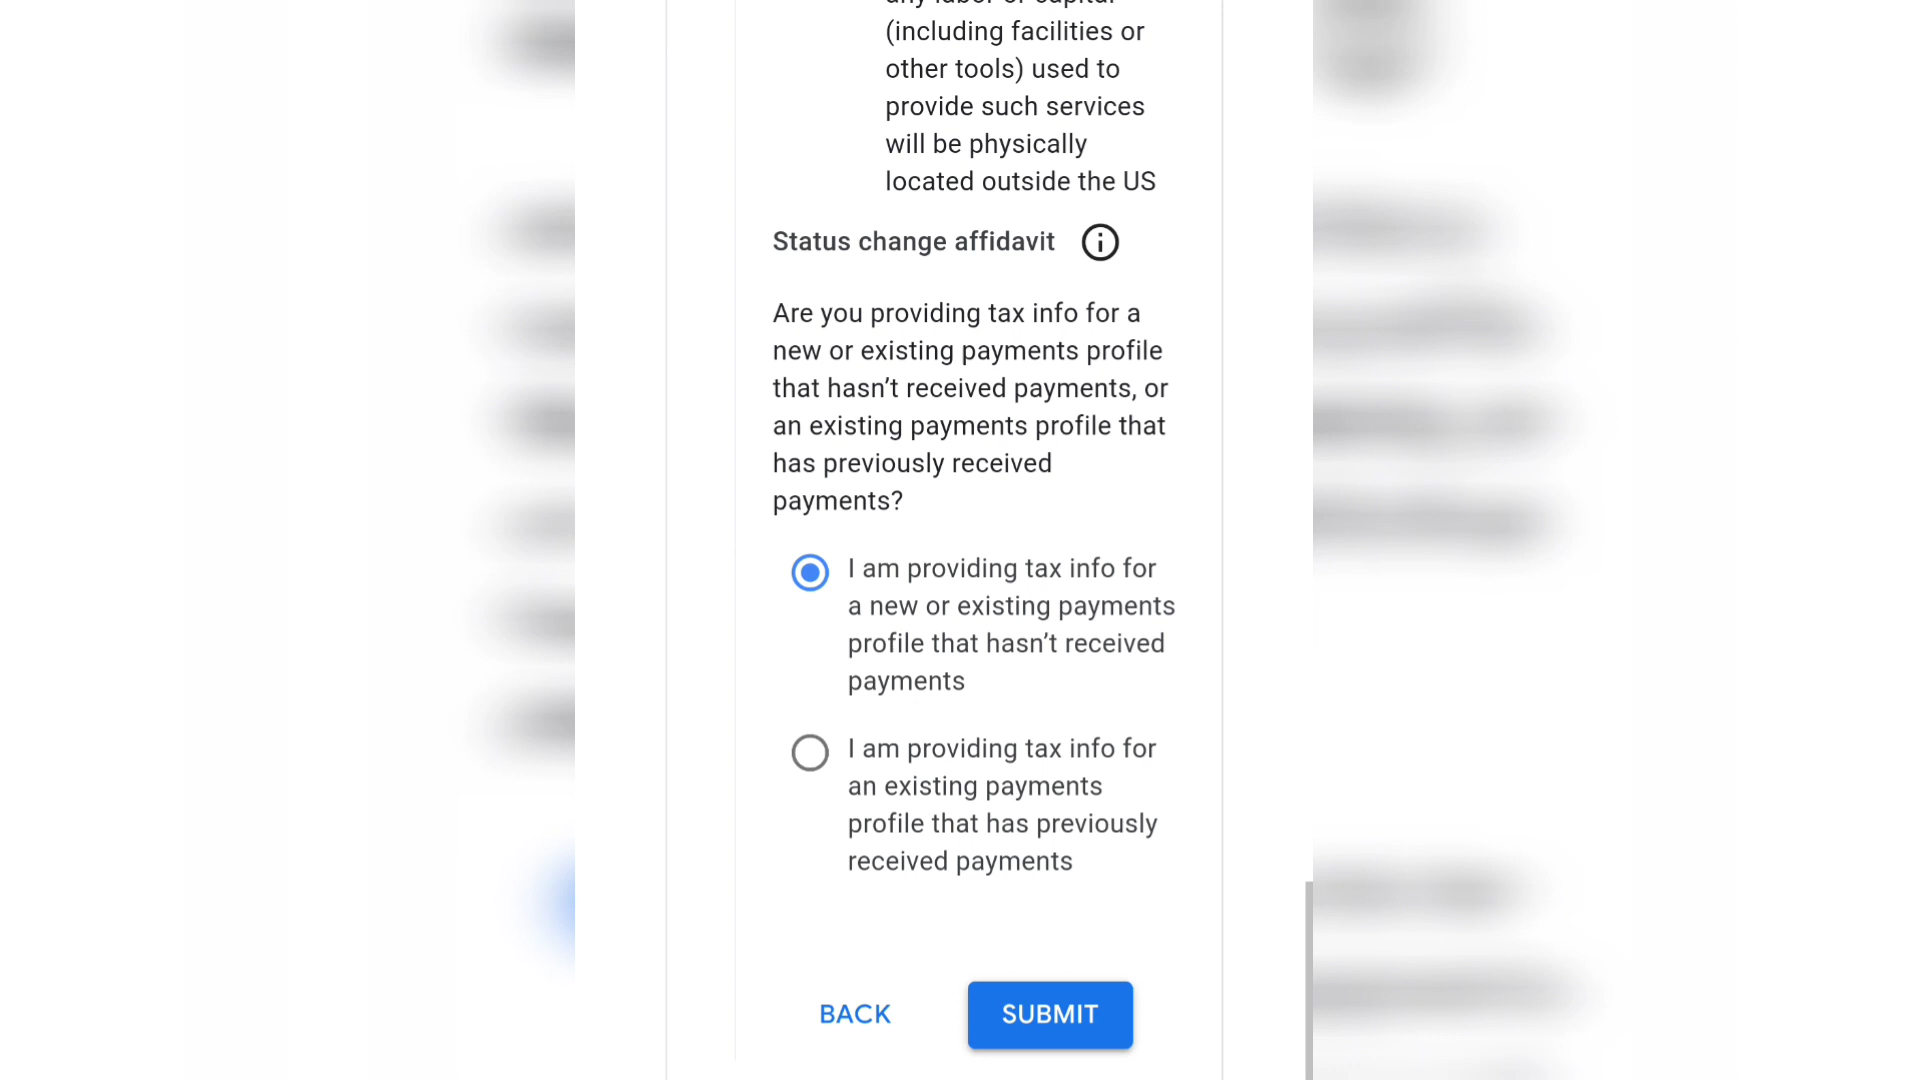 (including facilities or
other tools) used to
provide such services
will be physically
located outside the US
Status change affidavit
Are you providing tax info for a
new or existing payments profile
that hasn’t received payments, or
an existing payments profile that
has previously received
payments?
I am providing tax info for
a new or existing payments
profile that hasn’t received
payments
I am providing tax info for
an existing payments
profile that has previously
received payments
BACK
SUBMIT